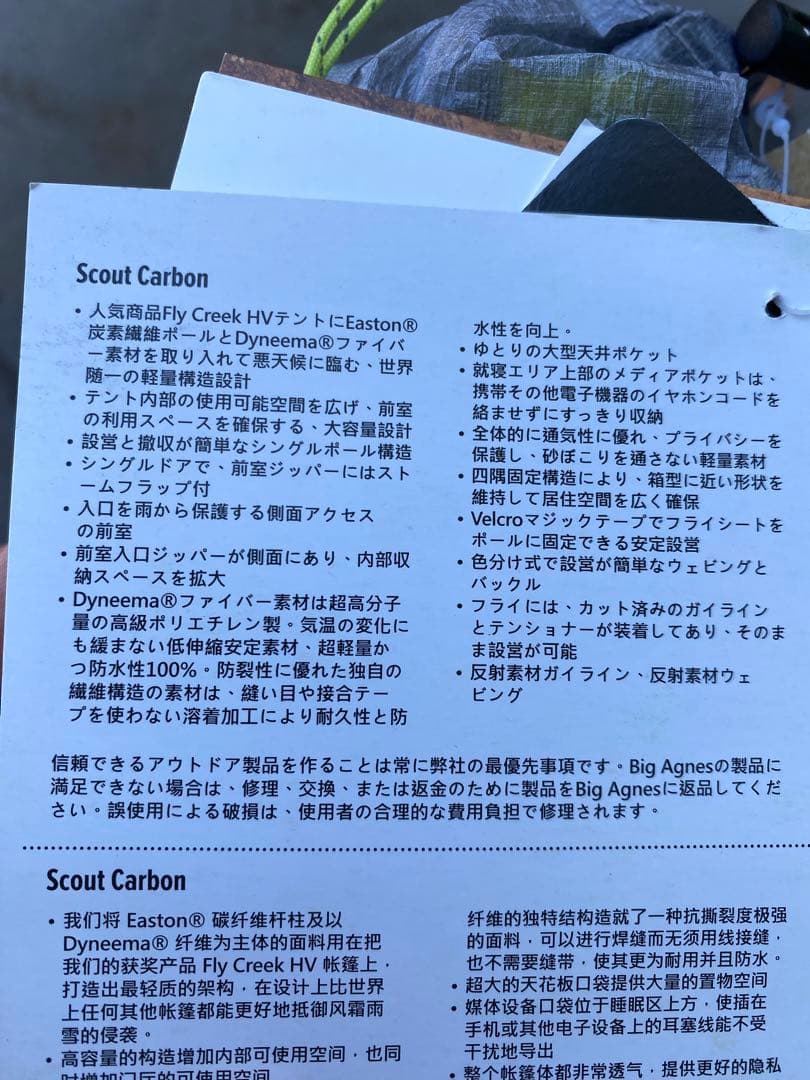 Scout Carbon
• 人気商品Fly Creek HVテントにEaston®
炭素繊維ポールとDyneema®ファイバ
ー素材を取り入れて悪天候に臨む、世界
随一の軽量構造設計
• テント内部の使用可能空間を広げ、前室
の利用スペースを確保する、大容量設計
• 設営と撤収が簡単なシングルポール構造
• シングルドアで、前室ジッパーにはスト
ームフラップ付
• 入口を雨から保護する側面アクセス
の前室
• 前室入口ジッパーが側面にあり、内部収
納スペースを拡大
• Dyneema®ファイバー素材は超高分子
量の高級ポリエチレン製。気温の変化に
も緩まない低伸縮安定素材、超軽量か
つ防水性100%。防裂性に優れた独自の
繊維構造の素材は、縫い目や接合テー
プを使わない溶着加工により耐久性と防
水性を向上。
• ゆとりの大型天井ポケット
• 就寝エリア上部のメディアポケットは、
携帯その他電子機器のイヤホンコードを
絡ませずにすっきり収納
• 全体的に通気性に優れ、プライバシーを
保護し、砂ぼこりを通さない軽量素材
• 四隅固定構造により、箱型に近い形状を
維持して居住空間を広く確保
• Velcroマジックテープでフライシートを
ポールに固定できる安定設営
• 色分け式で設営が簡単なウェビングと
バックル
• フライには、カット済みのガイライン
とテンショナーが装着してあり、そのま
ま設営が可能
• 反射素材ガイライン、反射素材ウェ
ビング
信頼できるアウトドア製品を作ることは常に弊社の最優先事項です。Big Agnesの製品に
満足できない場合は、修理、交換、または返金のために製品をBig Agnesに返品してくだ
さい。誤使用による破損は、使用者の合理的な費用負担で修理されます。
Scout Carbon
• 我们将 Easton® 碳纤维杆柱及以
Dyneema® 纤维为主体的面料用在把
我们的获奖产品 Fly Creek HV 帐篷上，
打造出最轻质的架构，在设计上比世界
上任何其他帐篷都能更好地抵御风霜雨
雪的侵袭。
• 高容量的构造增加内部可使用空间，也同
时增加门厅的可使用空间
纤维的独特结构造就了一种抗撕裂度极强
的面料，可以进行焊缝而无须用线接缝，
也不需要缝带，使其更为耐用并且防水。
• 超大的天花板口袋提供大量的置物空间
• 媒体设备口袋位于睡眠区上方，使插在
手机或其他电子设备上的耳塞线能不受
干扰地导出
• 整个帐篷体都非常透气，提供更好的隐私